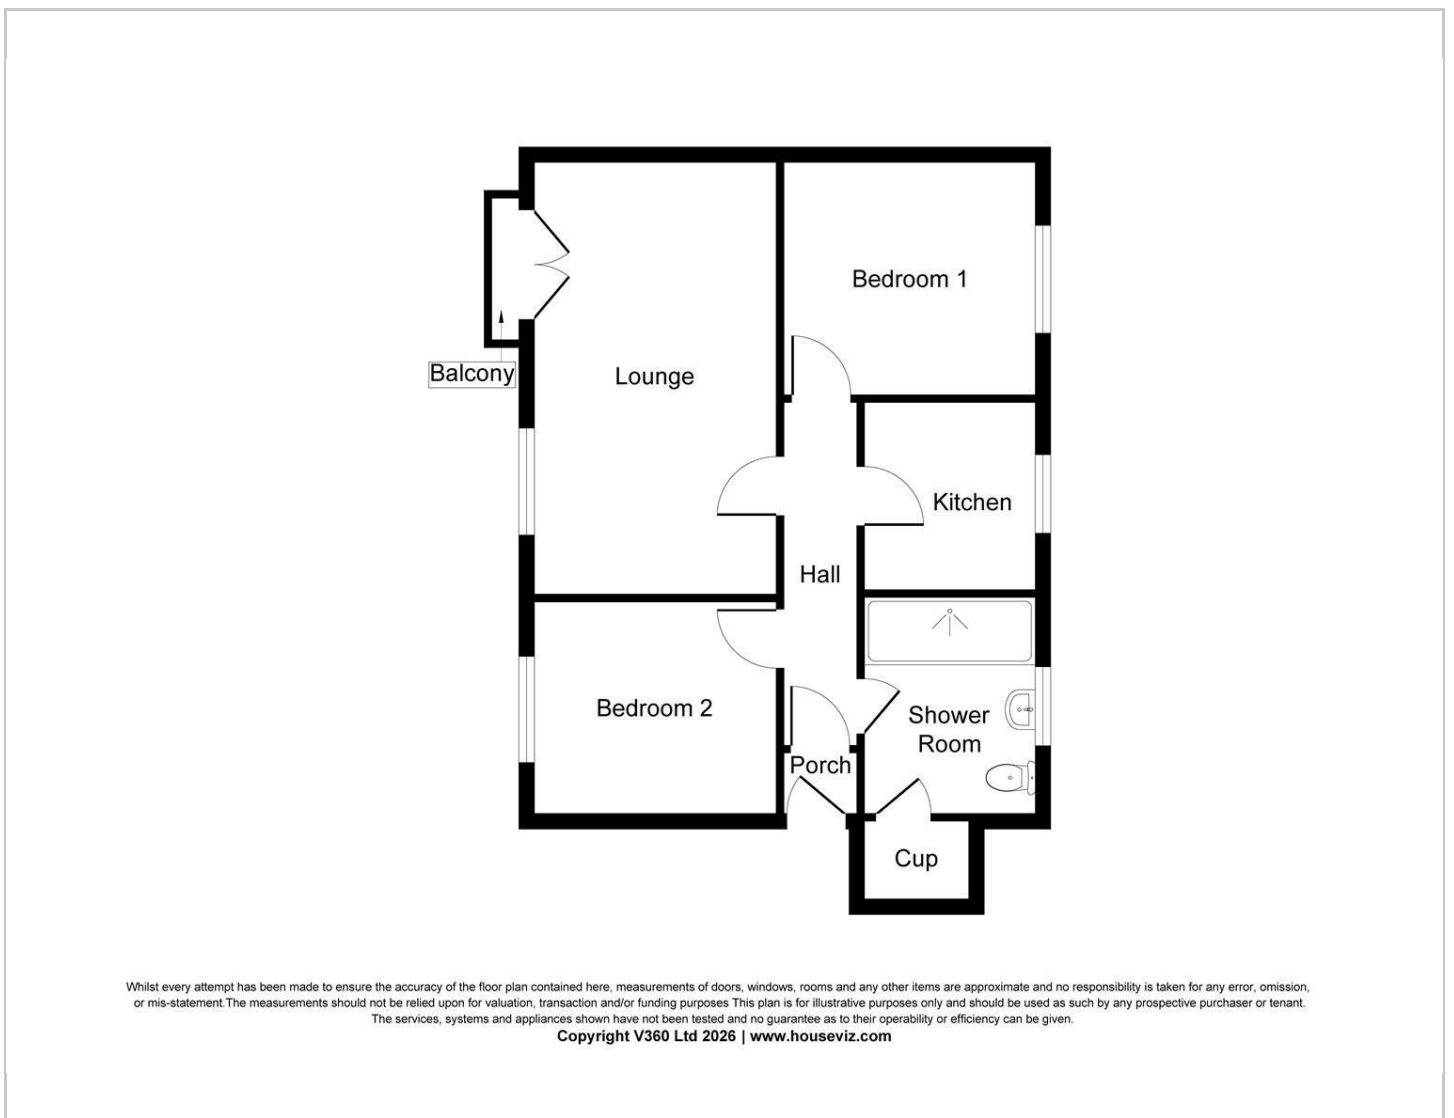 Bedroom 1
Balcony
Lounge
Kitchen
Hall
Bedroom 2
Shower
Room
Porch
Cup
Whilst every attempt has been made to ensure the accuracy of the floor plan contained here, measurements of doors, windows, rooms and any other items are approximate and no responsibility is taken for any error, omission,
or mis-statement.The measurements should not be relied upon for valuation, transaction and/or funding purposes This plan is for illustrative purposes only and should be used as such by any prospective purchaser or tenant.
The services, systems and appliances shown have not been tested and no guarantee as to their operability or efficiency can be given.
Copyright V360 Ltd 2026 | www.houseviz.com